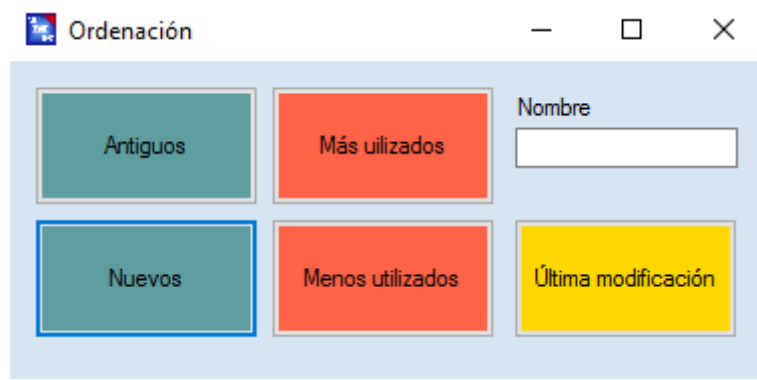 Ordenación
Antiguos
Más uilizados
Nombre
Nuevos
Menos utilizados
Última modificación